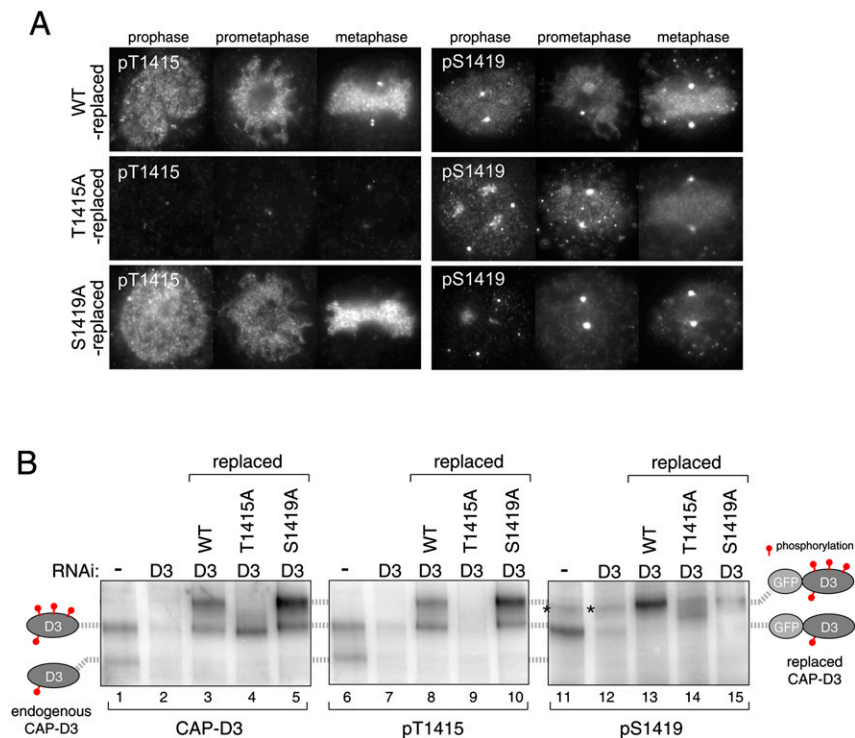 A
prophase prometaphase metaphase prophase prometaphase metaphase
WT
-replaced
pT1415 pS1419
T1415A
-replaced
pT1415 pS1419
S1419A
-replaced
pT1415 pS1419
B
replaced replaced replaced
WT T1415A S1419A WT T1415A S1419A WT T1415A S1419A
phosphorylation
RNAi: - D3 D3 D3 D3 - D3 D3 D3 D3 - D3 D3 D3 D3
GFP D3
D3
* *
GFP D3
D3
replaced
CAP-D3
endogenous
CAP-D3
1 2 3 4 5 6 7 8 9 10 11 12 13 14 15
CAP-D3 pT1415 pS1419